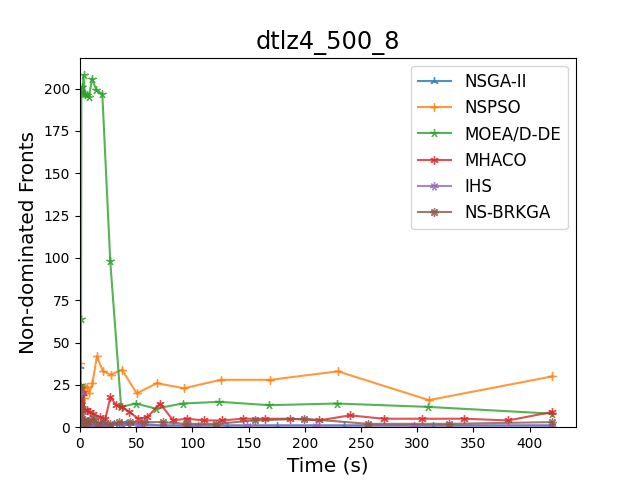 dtlz4_500_8
Non-dominated Fronts
200
175
150
125
100
75
50
25
0
0 50 100 150 200 250 300 350 400
Time (s)
NSGA-II
NSPSO
MOEA/D-DE
MHACO
IHS
NS-BRKGA